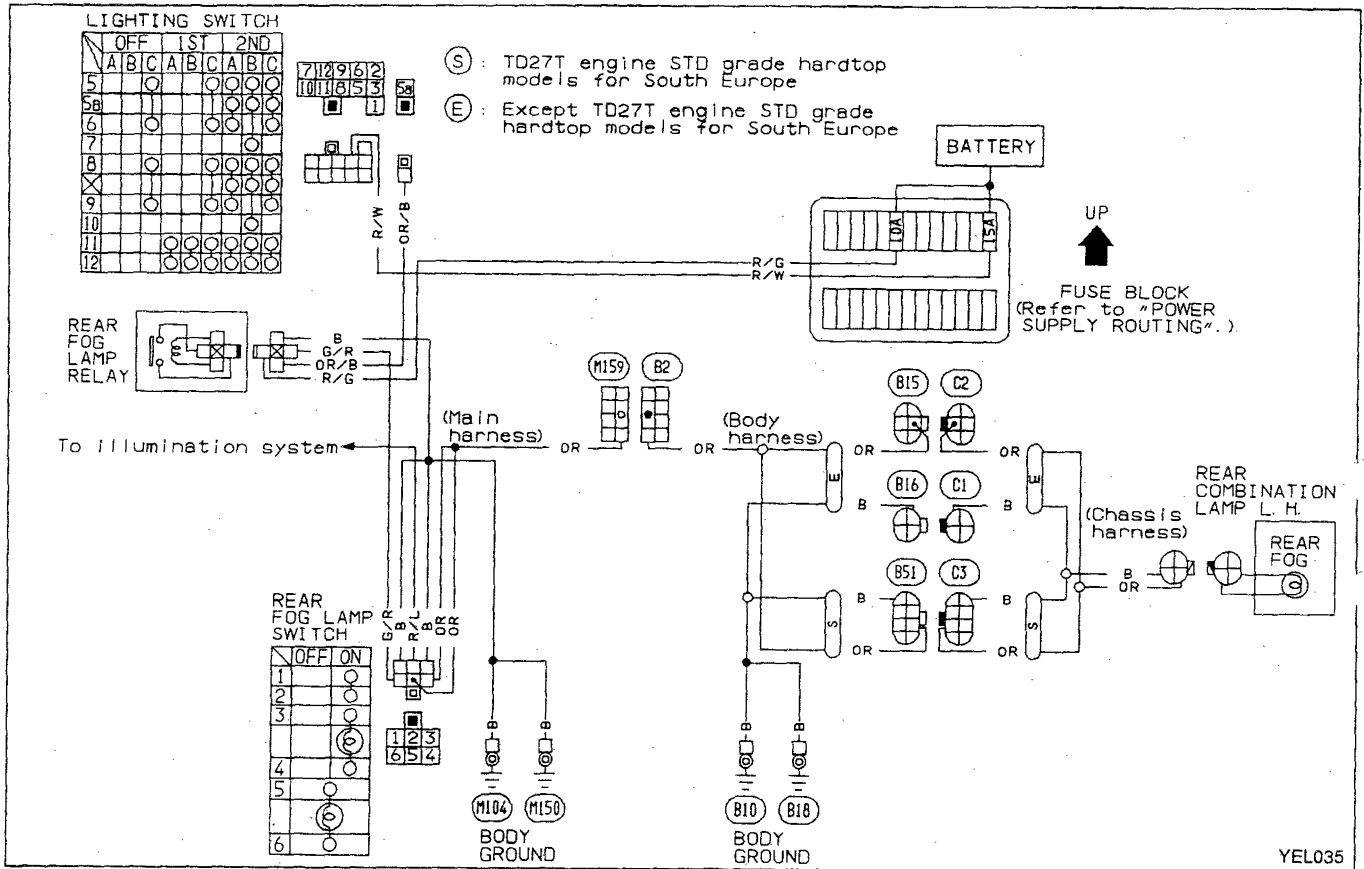 LIGHTING SWITCH
OFF 1ST 2ND
A B C A B C A B C
5
5a
6
7
8
9
10
11
12
7 12 9 6 2
10 11 8 5 3 5a
1
S : TD27T engine STD grade hardtop
models for South Europe
E : Except TD27T engine STD grade
hardtop models for South Europe
BATTERY
10A
15A
UP
FUSE BLOCK
(Refer to "POWER
SUPPLY ROUTING".)
R/W
OR/B
R/G
R/W
REAR
FOG
LAMP
RELAY
B
G/R
OR/B
R/G
To illumination system
(Main
harness)
OR
M159
B2
OR
(Body
harness)
E
OR
B15
C2
OR
E
B
B16
C1
B
S
B
B51
C3
B
S
OR
OR
(Chassis
harness)
B
OR
REAR
COMBINATION
LAMP L. H.
REAR
FOG
REAR
FOG LAMP
SWITCH
OFF ON
1
2
3
4
5
6
G/R
B
R/L
B
OR
OR
1 2 3
6 5 4
B
B
M104
M150
BODY
GROUND
B
B
B10
B18
BODY
GROUND
YEL035